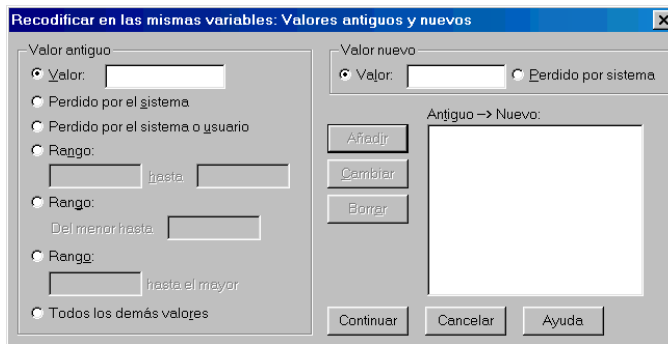 Recodificar en las mismas variables: Valores antiguos y nuevos
Valor antiguo
Valor:
Perdido por el sistema
Perdido por el sistema o usuario
Rango:
hasta
Rango:
Del menor hasta
Rango:
hasta el mayor
Todos los demás valores
Valor nuevo
Valor:
Perdido por sistema
Antiguo –> Nuevo:
Añadir
Cambiar
Borrar
Continuar
Cancelar
Ayuda